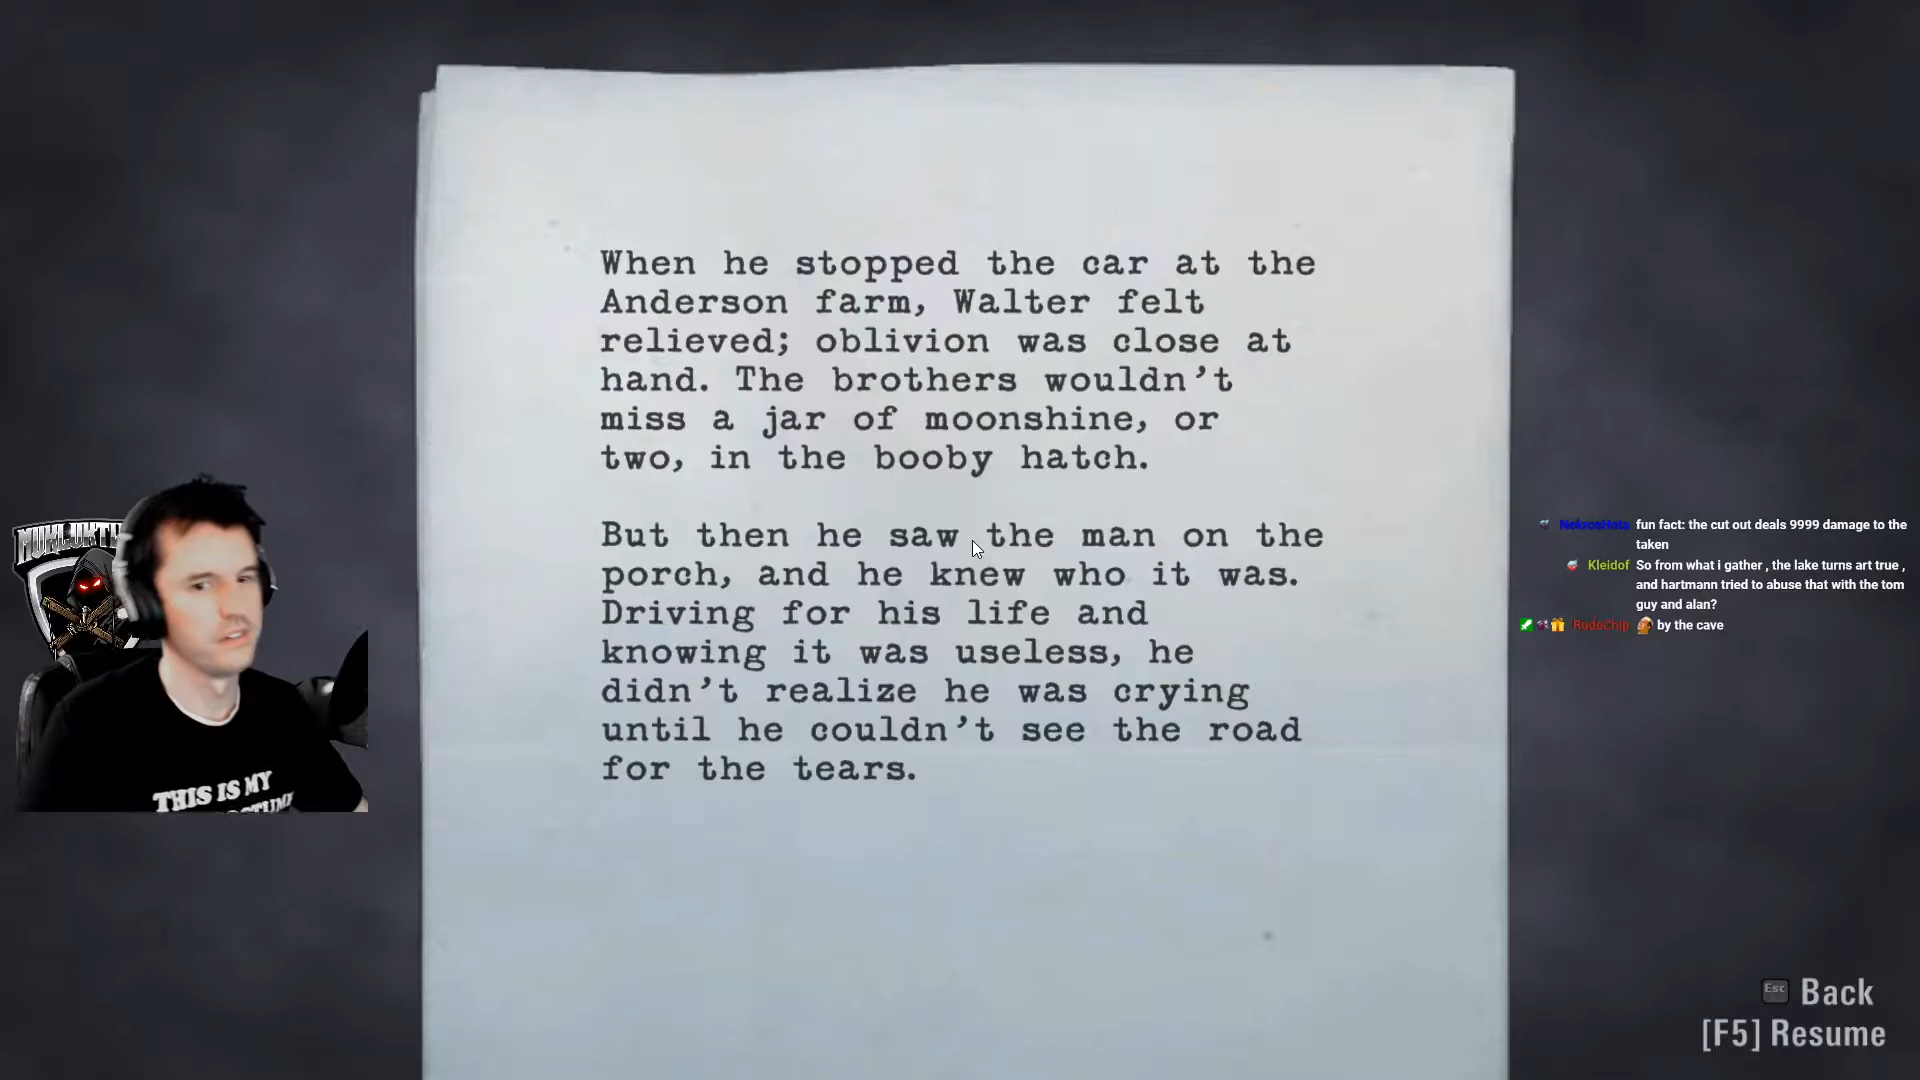 When he stopped the car at the
Anderson farm, Walter felt
relieved; oblivion was close at
hand. The brothers wouldn't
miss a jar of moonshine, or
two, in the booby hatch.
But then he saw the man on the
porch, and he knew who it was.
Driving for his life and
knowing it was useless, he
didn't realize he was crying
until he couldn't see the road
for the tears.
THIS IS MY
NekrosHats fun fact: the cut out deals 9999 damage to the
taken
Kleidof So from what i gather , the lake turns art true ,
and hartmann tried to abuse that with the tom
guy and alan?
RudeChip by the cave
Esc Back
[F5] Resume